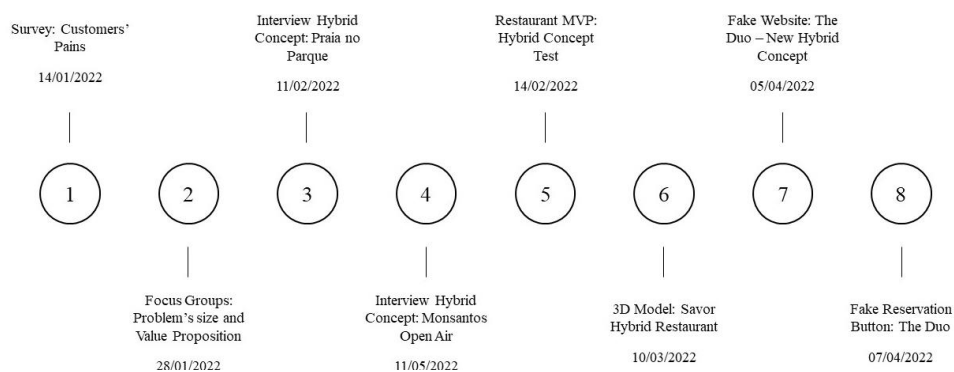 Survey: Customers'
Pains
14/01/2022
1
Focus Groups:
Problem's size and
Value Proposition
28/01/2022
2
Interview Hybrid
Concept: Praia no
Parque
11/02/2022
3
Interview Hybrid
Concept: Monsantos
Open Air
11/05/2022
4
Restaurant MVP:
Hybrid Concept
Test
14/02/2022
5
3D Model: Savor
Hybrid Restaurant
10/03/2022
6
Fake Website: The
Duo – New Hybrid
Concept
05/04/2022
7
Fake Reservation
Button: The Duo
07/04/2022
8